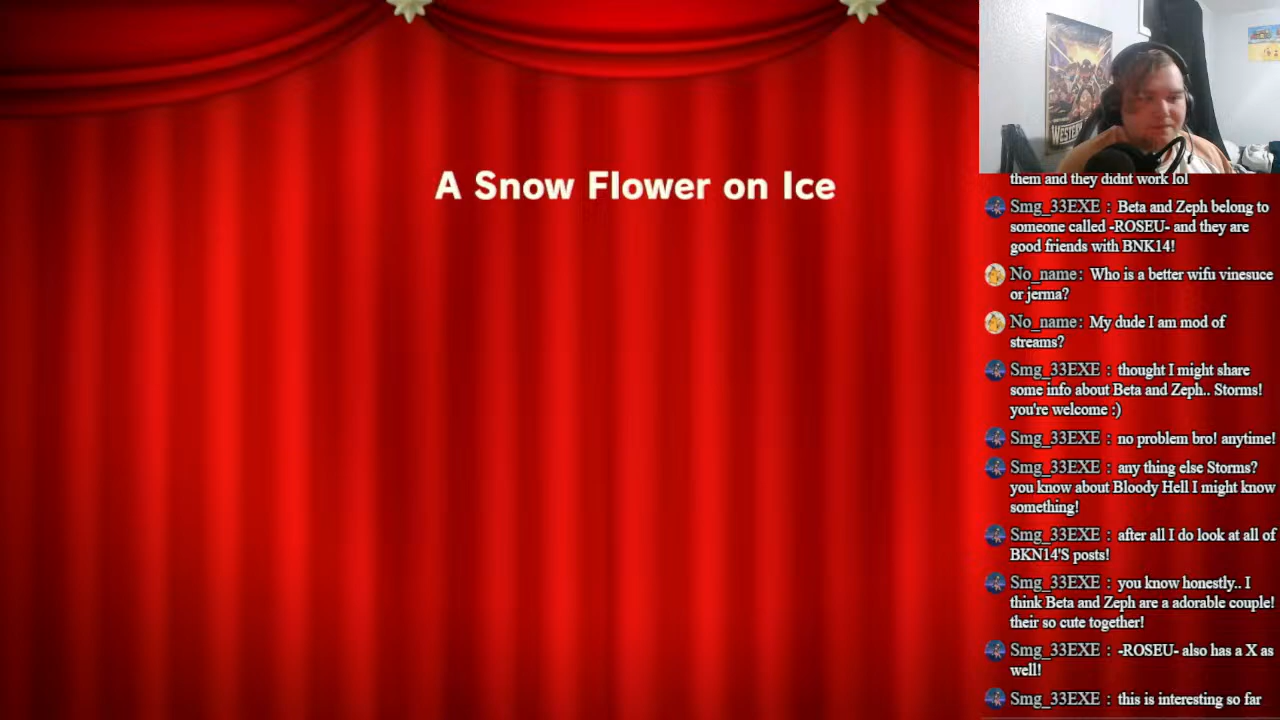 A Snow Flower on Ice
WESTERN
them and they didnt work lol
Smg_33EXE : Beta and Zeph belong to
someone called -ROSEU- and they are
good friends with BNK14!
No_name: Who is a better wifu vinesuce
or jerma?
No_name: My dude I am mod of
streams?
Smg_33EXE : thought I might share
some info about Beta and Zeph.. Storms!
you're welcome :)
Smg_33EXE : no problem bro! anytime!
Smg_33EXE : any thing else Storms?
you know about Bloody Hell I might know
something!
Smg_33EXE : after all I do look at all of
BKN14'S posts!
Smg_33EXE : you know honestly.. I
think Beta and Zeph are a adorable couple!
their so cute together!
Smg_33EXE : -ROSEU- also has a X as
well!
Smg_33EXE : this is interesting so far